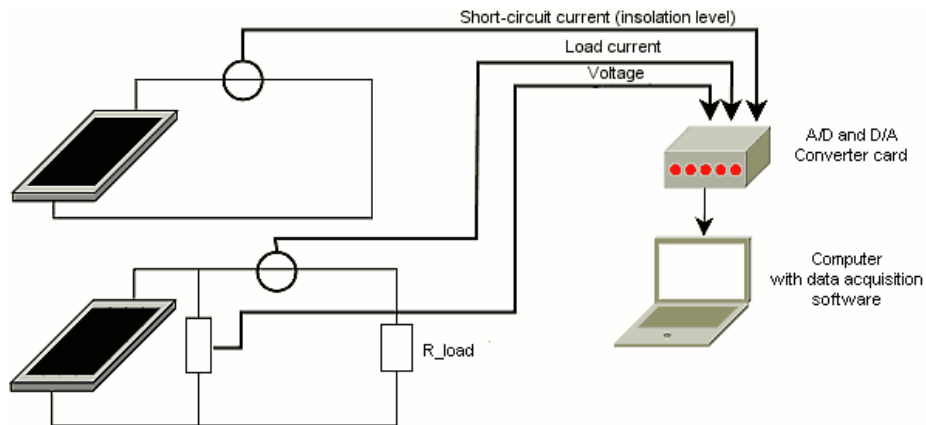 Short-circuit current (insolation level)
Load current
Voltage
A/D and D/A
Converter card
Computer
with data acquisition
software
R_load